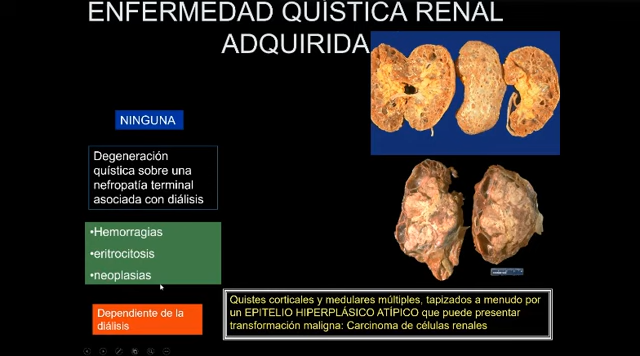 ENFERMEDAD QUÍSTICA RENAL
ADQUIRIDA
NINGUNA
Degeneración
quística sobre una
nefropatía terminal
asociada con diálisis
•Hemorragias
•eritrocitosis
•neoplasias
Dependiente de la
diálisis
Quistes corticales y medulares múltiples, tapizados a menudo por
un EPITELIO HIPERPLÁSICO ATÍPICO que puede presentar
transformación maligna: Carcinoma de células renales